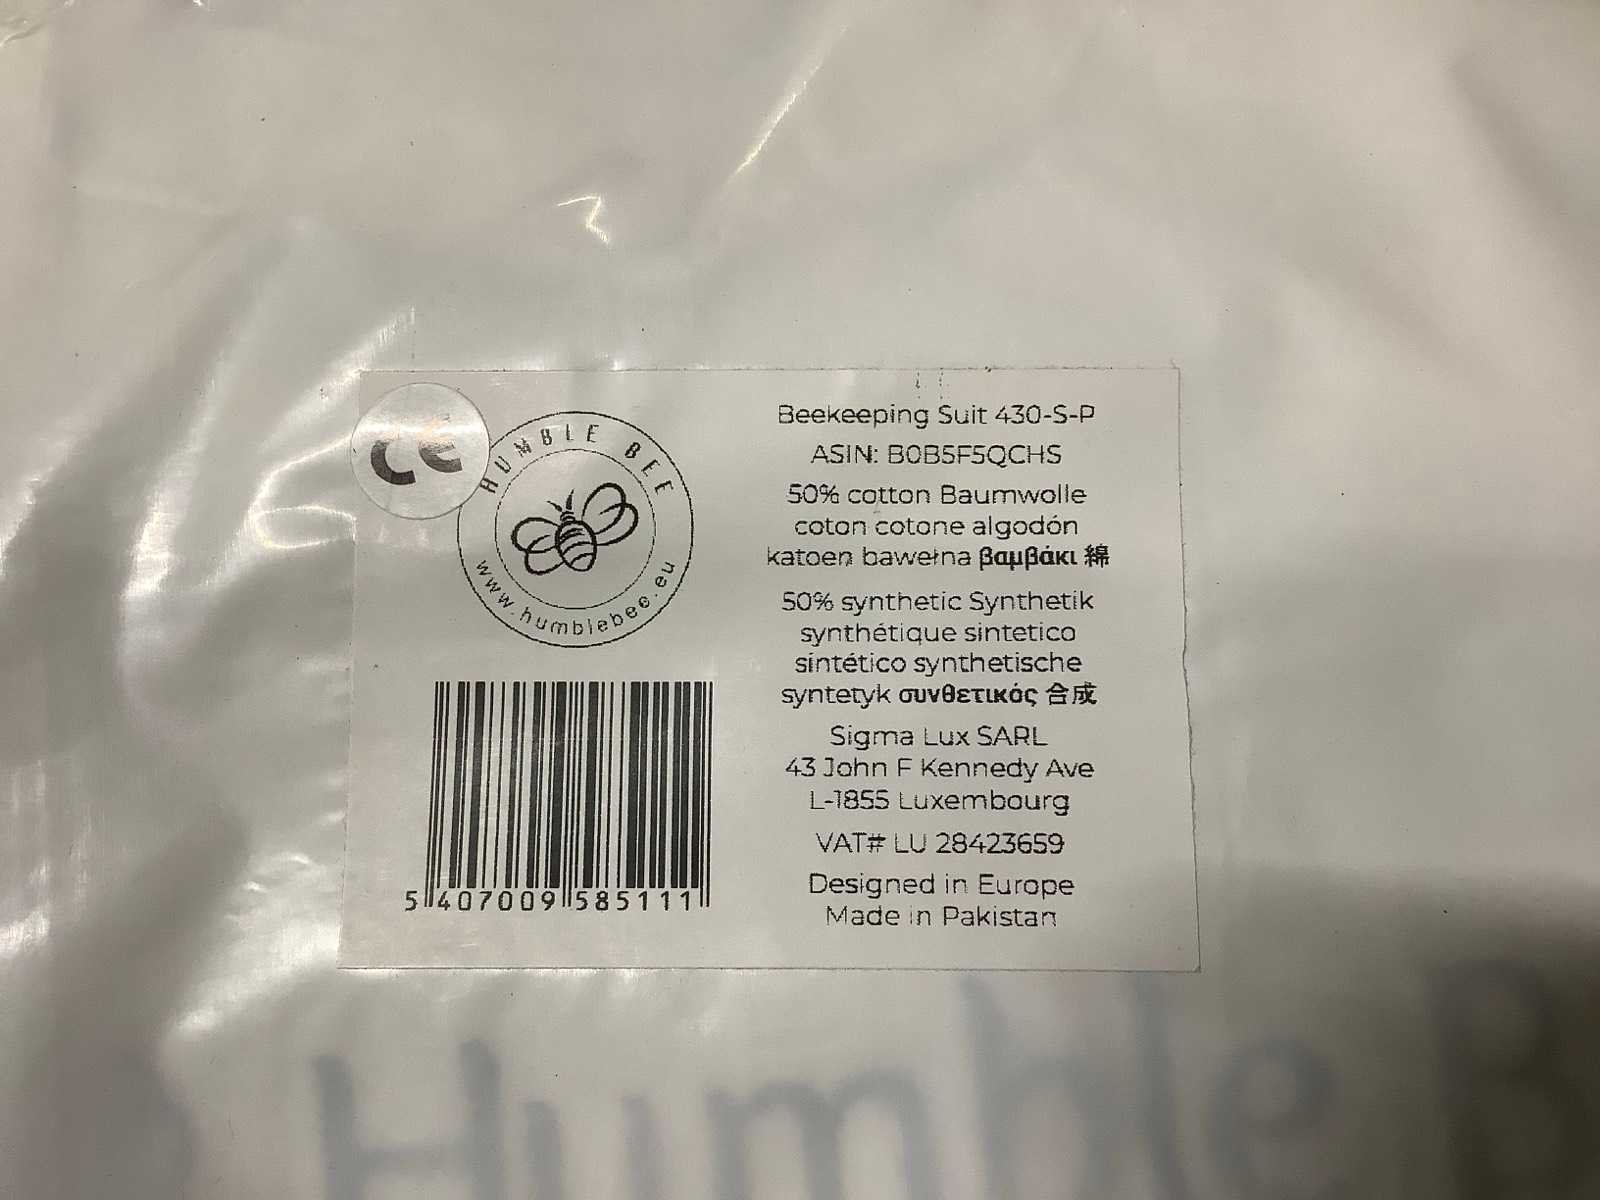 CE
HUMBLE BEE
www.humblebee.eu
Beekeeping Suit 430-S-P
ASIN: B0B5F5QCHS
50% cotton Baumwolle
coton cotone algodón
katoen bawełna βαμβάκι 綿
50% synthetic Synthetik
synthétique sintetico
sintético synthetische
syntetyk συνθετικός 合成
Sigma Lux SARL
43 John F Kennedy Ave
L-1855 Luxembourg
VAT# LU 28423659
Designed in Europe
Made in Pakistan
5 407009 585111
Humble B